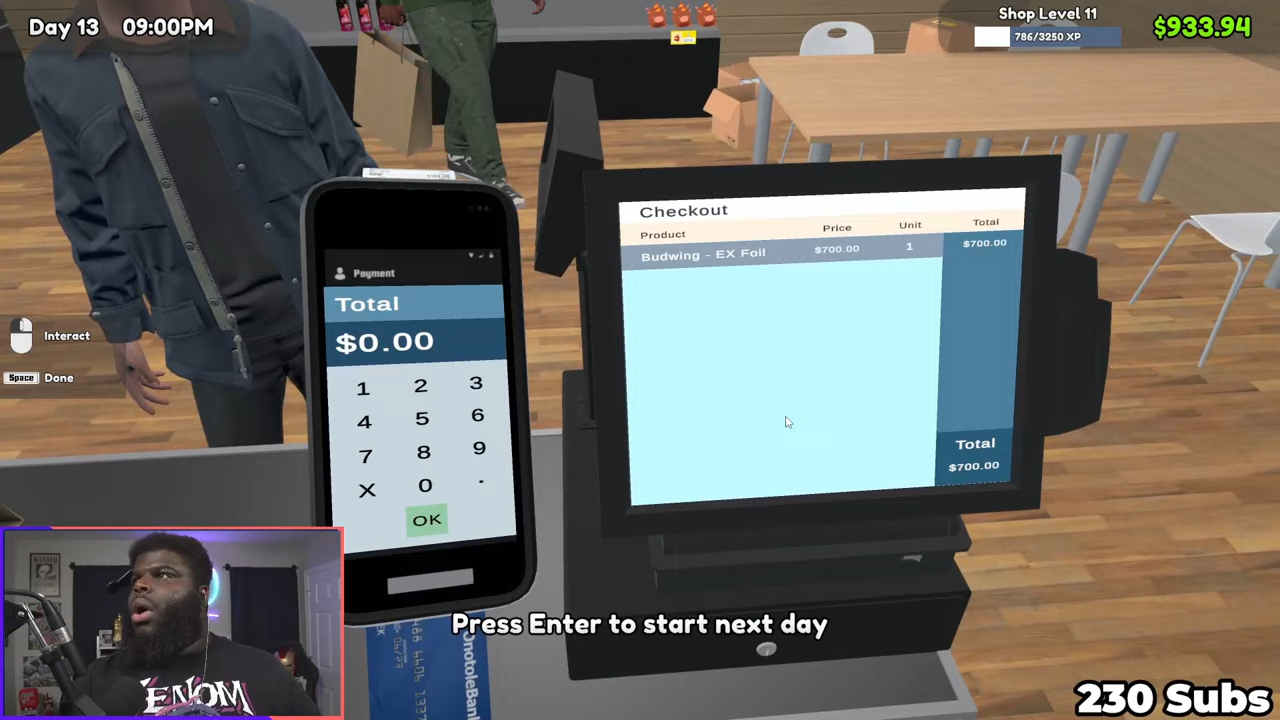 Day 13 09:00PM
Shop Level 11
786/3250 XP
$933.94
Interact
Space Done
Payment
Total
$0.00
1 2 3
4 5 6
7 8 9
X 0 .
OK
Checkout
Product Price Unit Total
Budwing - EX Foil $700.00 1 $700.00
Total
$700.00
Press Enter to start next day
OnotoleBank
230 Subs